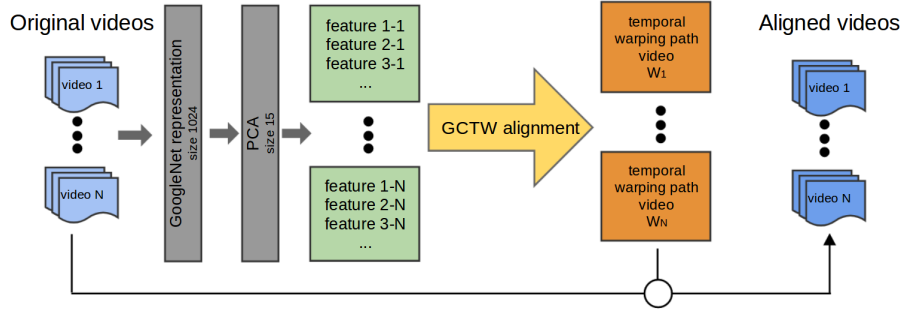 Original videos
video 1
video N
GoogleNet representation
size 1024
PCA
size 15
feature 1-1
feature 2-1
feature 3-1
...
feature 1-N
feature 2-N
feature 3-N
...
GCTW alignment
temporal
warping path
video
W1
temporal
warping path
video
WN
Aligned videos
video 1
video N